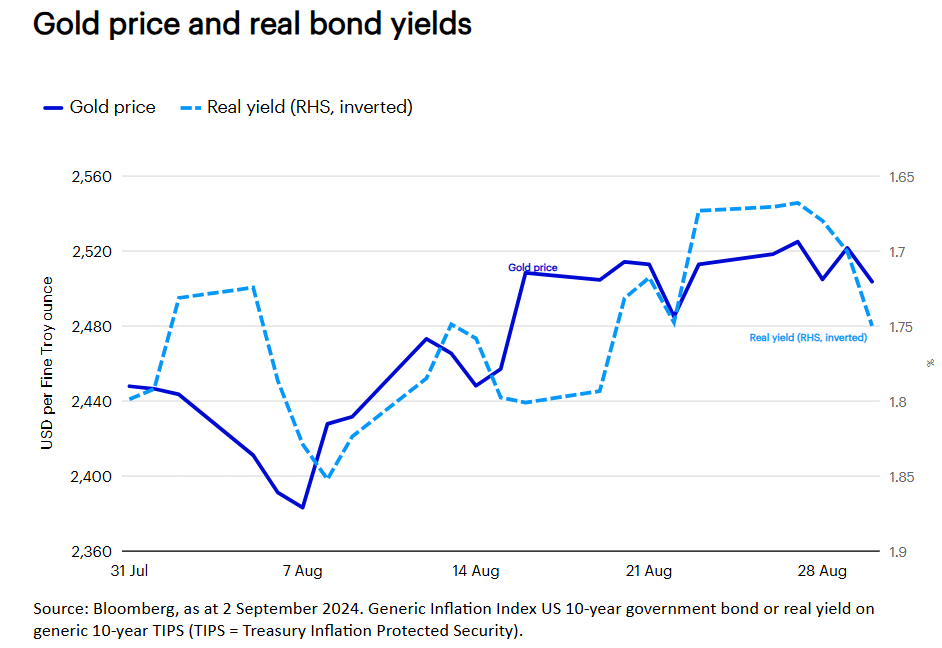 Gold price and real bond yields
Gold price
Real yield (RHS, inverted)
2,560
2,520
2,480
2,440
2,400
2,360
USD per Fine Troy ounce
1.65
1.7
1.75
1.8
1.85
1.9
%
Gold price
Real yield (RHS, inverted)
31 Jul
7 Aug
14 Aug
21 Aug
28 Aug
Source: Bloomberg, as at 2 September 2024. Generic Inflation Index US 10-year government bond or real yield on
generic 10-year TIPS (TIPS = Treasury Inflation Protected Security).